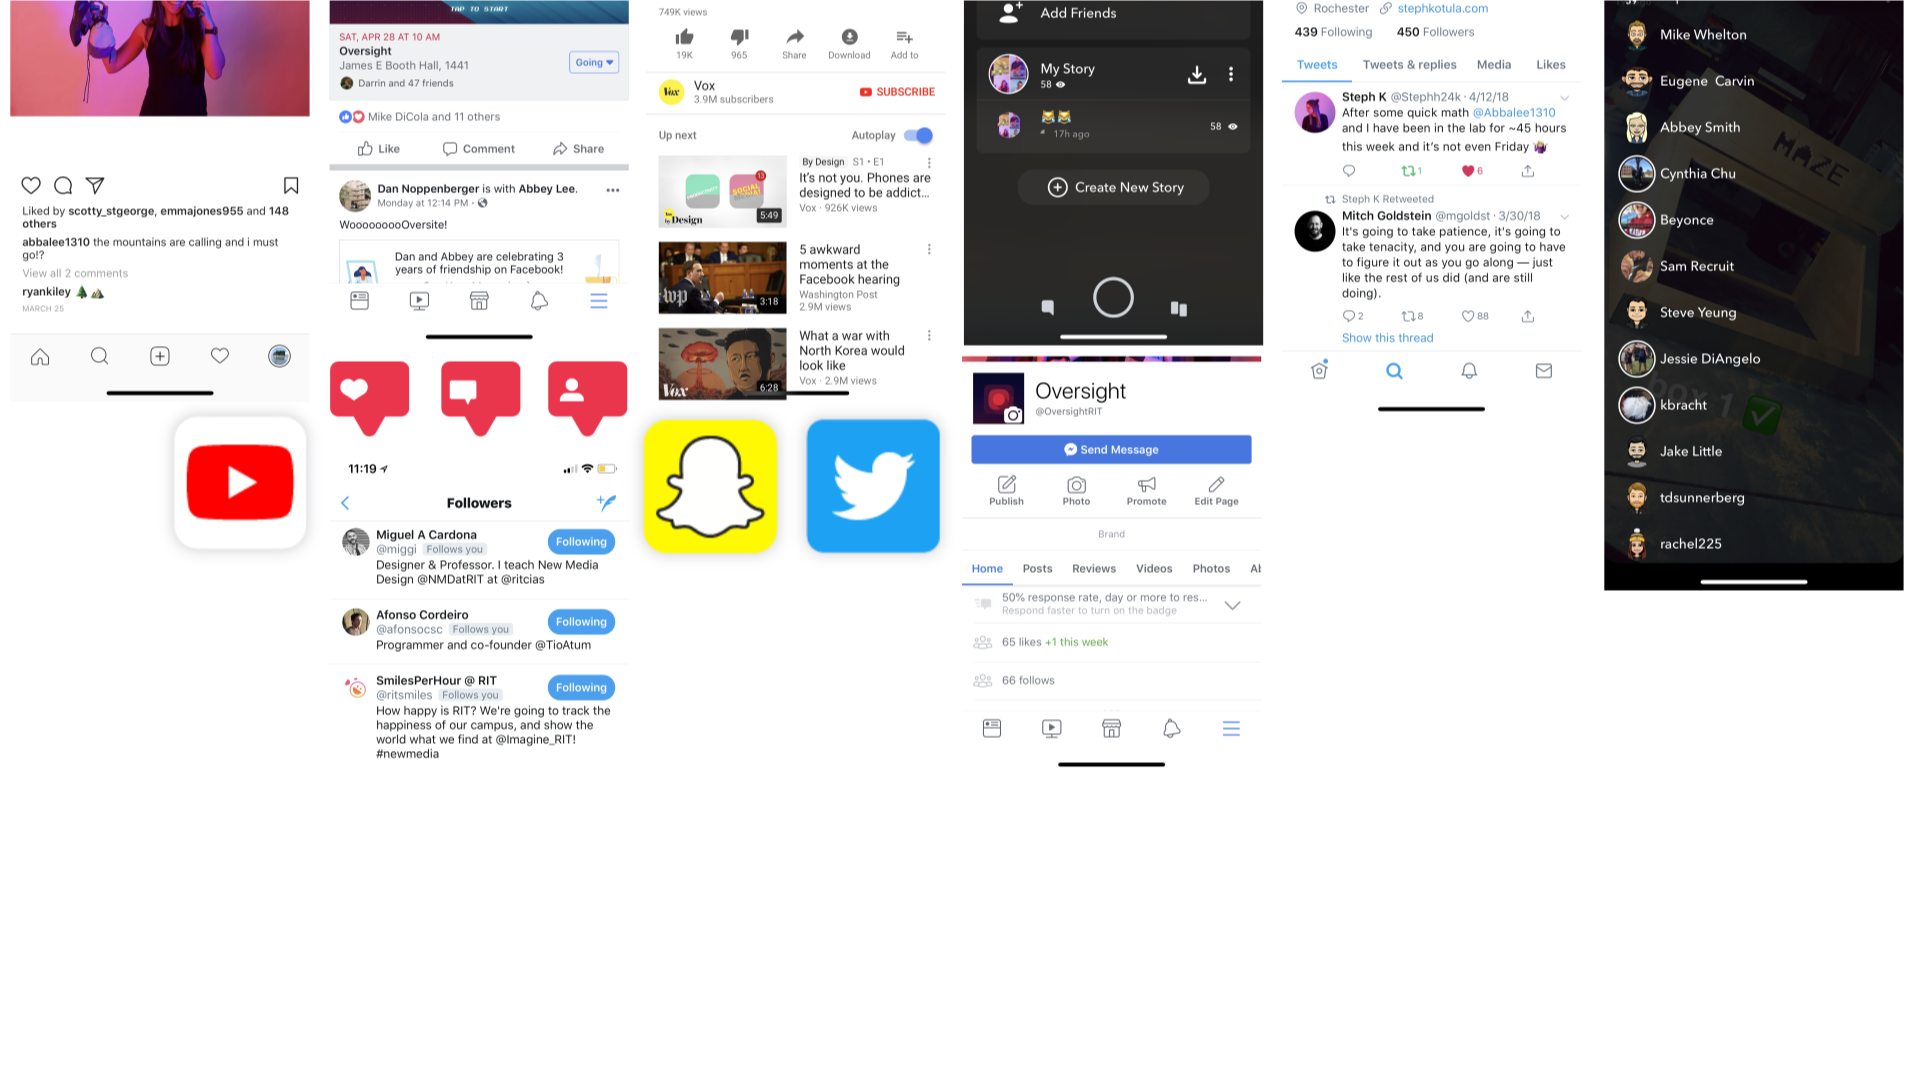 Liked by scotty_stgeorge, emmajones955 and 148
others
abbalee1310 the mountains are calling and i must
go!?
View all 2 comments
ryankiley 🌲⛰️
MARCH 25
TAP TO START
SAT, APR 28 AT 10 AM
Oversight
James E Booth Hall, 1441
Going
Darrin and 47 friends
Mike DiCola and 11 others
Like
Comment
Share
Dan Noppenberger is with Abbey Lee.
Monday at 12:14 PM
WooooooooOversite!
Dan and Abbey are celebrating 3
years of friendship on Facebook!
11:19
Followers
Miguel A Cardona
@miggi Follows you
Following
Designer & Professor. I teach New Media
Design @NMDatRIT at @ritcias
Afonso Cordeiro
@afonsocsc Follows you
Following
Programmer and co-founder @TioAtum
SmilesPerHour @ RIT
@ritsmiles Follows you
Following
How happy is RIT? We're going to track the
happiness of our campus, and show the
world what we find at @Imagine_RIT!
#newmedia
749K views
19K
965
Share
Download
Add to
Vox
Vox
3.9M subscribers
SUBSCRIBE
Up next
Autoplay
by Design
13
5:49
By Design S1 • E1
It's not you. Phones are
designed to be addict...
Vox · 926K views
wp
3:18
5 awkward
moments at the
Facebook hearing
Washington Post
2.9M views
Vox
6:28
What a war with
North Korea would
look like
Vox · 2.9M views
Add Friends
My Story
58
😹😹
17h ago
58
Create New Story
Oversight
@OversightRIT
Send Message
Publish
Photo
Promote
Edit Page
Brand
Home
Posts
Reviews
Videos
Photos
Al
50% response rate, day or more to res...
Respond faster to turn on the badge
65 likes +1 this week
66 follows
Rochester stephkotula.com
439 Following 450 Followers
Tweets
Tweets & replies
Media
Likes
Steph K @Stephh24k · 4/12/18
After some quick math @Abbalee1310
and I have been in the lab for ~45 hours
this week and it's not even Friday 🤷‍♀️
1
6
Steph K Retweeted
Mitch Goldstein @mgoldst · 3/30/18
It's going to take patience, it's going to
take tenacity, and you are going to have
to figure it out as you go along — just
like the rest of us did (and are still
doing).
2
8
88
Show this thread
Mike Whelton
Eugene Carvin
Abbey Smith
MAZE
Cynthia Chu
Beyonce
Sam Recruit
Steve Yeung
Jessie DiAngelo
box 1 ✅
kbracht
Jake Little
tdsunnerberg
rachel225